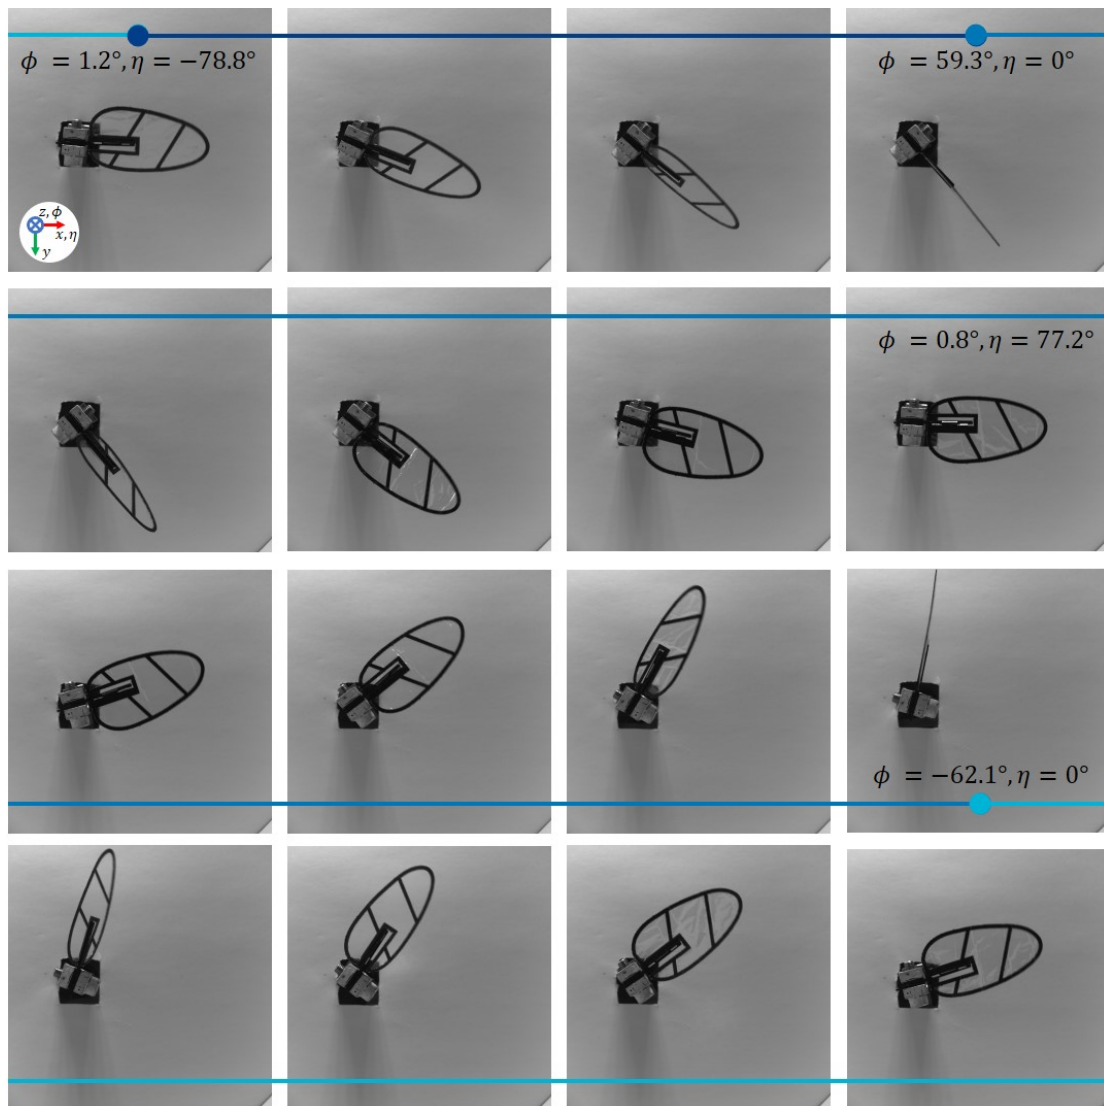 ϕ = 1.2°, η = −78.8°
ϕ = 59.3°, η = 0°
z, ϕ
x, η
y
ϕ = 0.8°, η = 77.2°
ϕ = −62.1°, η = 0°